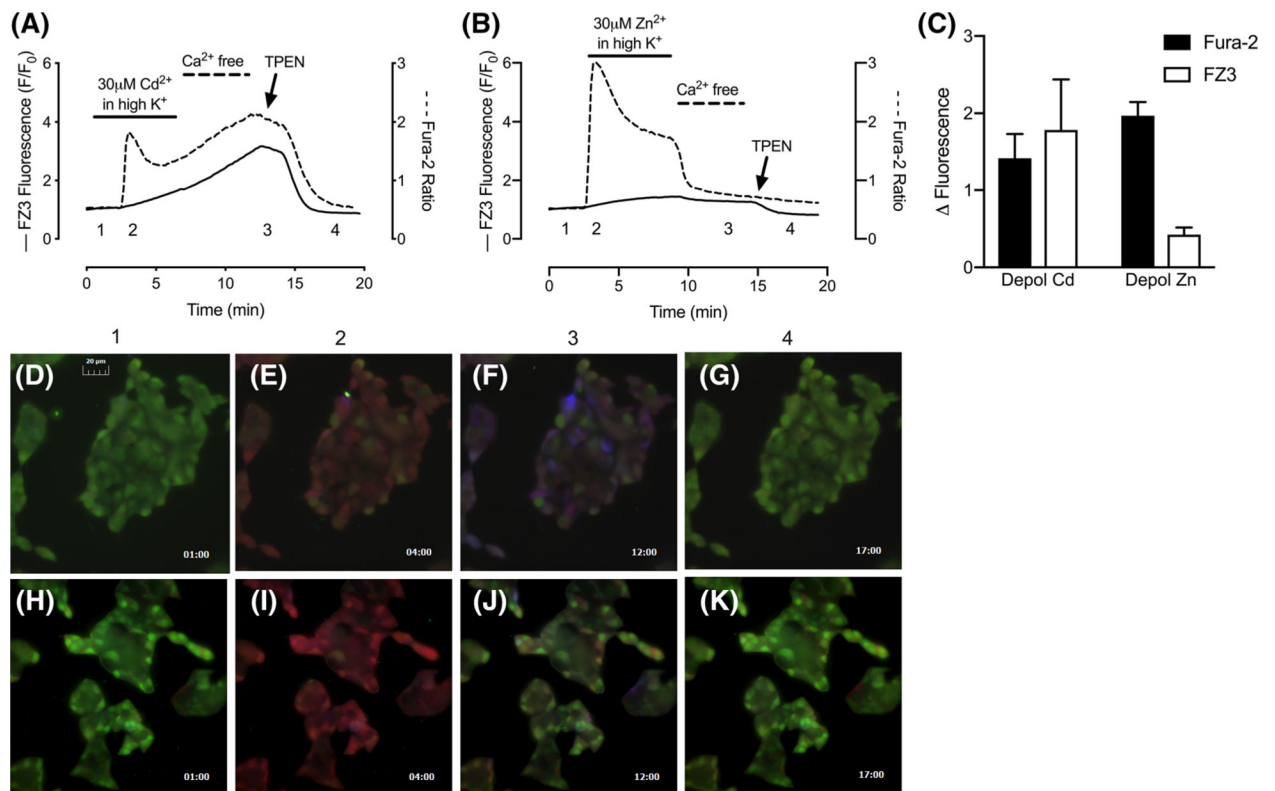 (A)
— FZ3 Fluorescence (F/F0)
6
4
2
0
30µM Cd2+
in high K+
Ca2+ free
TPEN
1
2
3
4
3
2
1
0
---- Fura-2 Ratio
0
5
10
15
20
Time (min)
(B)
— FZ3 Fluorescence (F/F0)
6
4
2
0
30µM Zn2+
in high K+
Ca2+ free
TPEN
1
2
3
4
3
2
1
0
---- Fura-2 Ratio
0
5
10
15
20
Time (min)
(C)
Δ Fluorescence
3
2
1
0
Fura-2
FZ3
Depol Cd
Depol Zn
1
2
3
4
(D)
20 µm
01:00
(E)
04:00
(F)
12:00
(G)
17:00
(H)
01:00
(I)
04:00
(J)
12:00
(K)
17:00